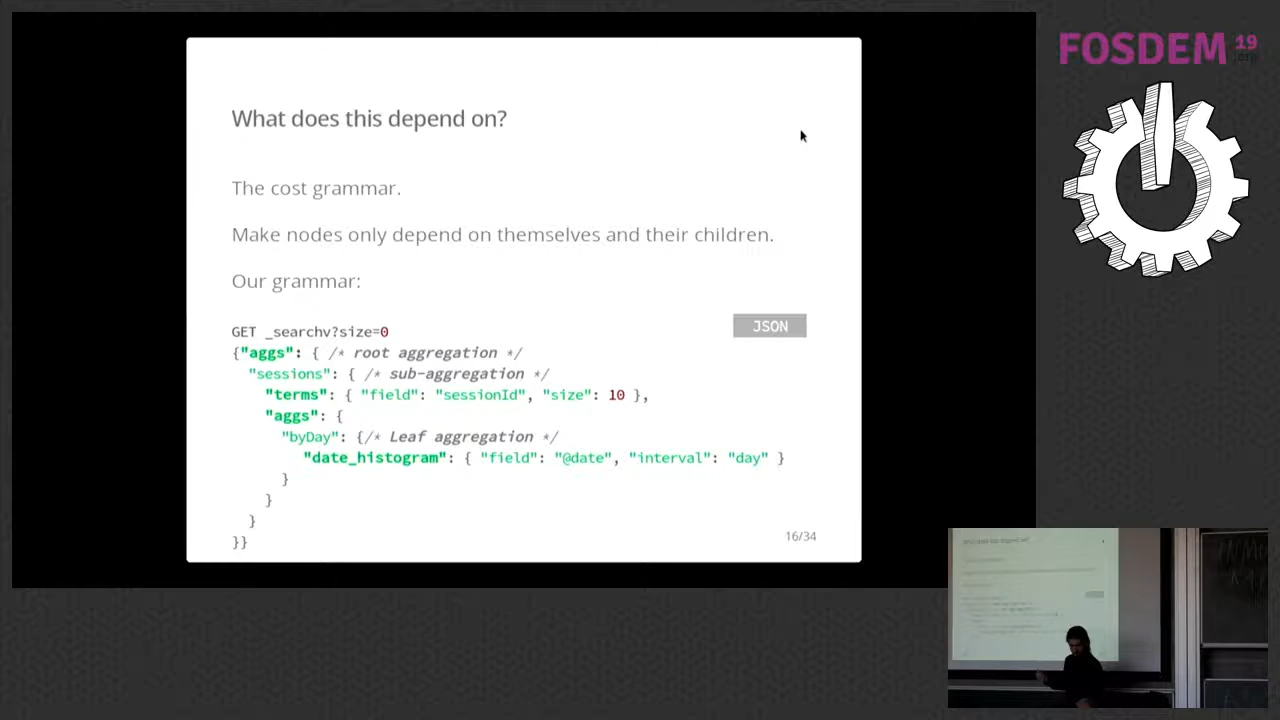 FOSDEM 19
.org
What does this depend on?
The cost grammar.
Make nodes only depend on themselves and their children.
Our grammar:
JSON
GET _searchv?size=0
{"aggs": { /* root aggregation */
"sessions": { /* sub-aggregation */
"terms": { "field": "sessionId", "size": 10 },
"aggs": {
"byDay": {/* Leaf aggregation */
"date_histogram": { "field": "@date", "interval": "day" }
}
}
}
}}
16/34